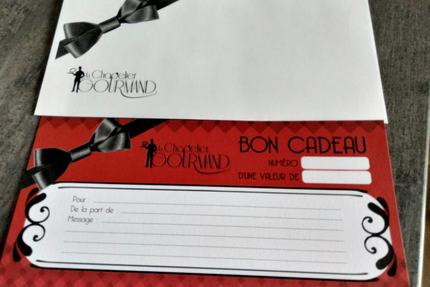 Le Chapelier
GOURMAND
Le Chapelier
GOURMAND
BON CADEAU
NUMÉRO
D'UNE VALEUR DE
Pour :
De la part de :
Message :